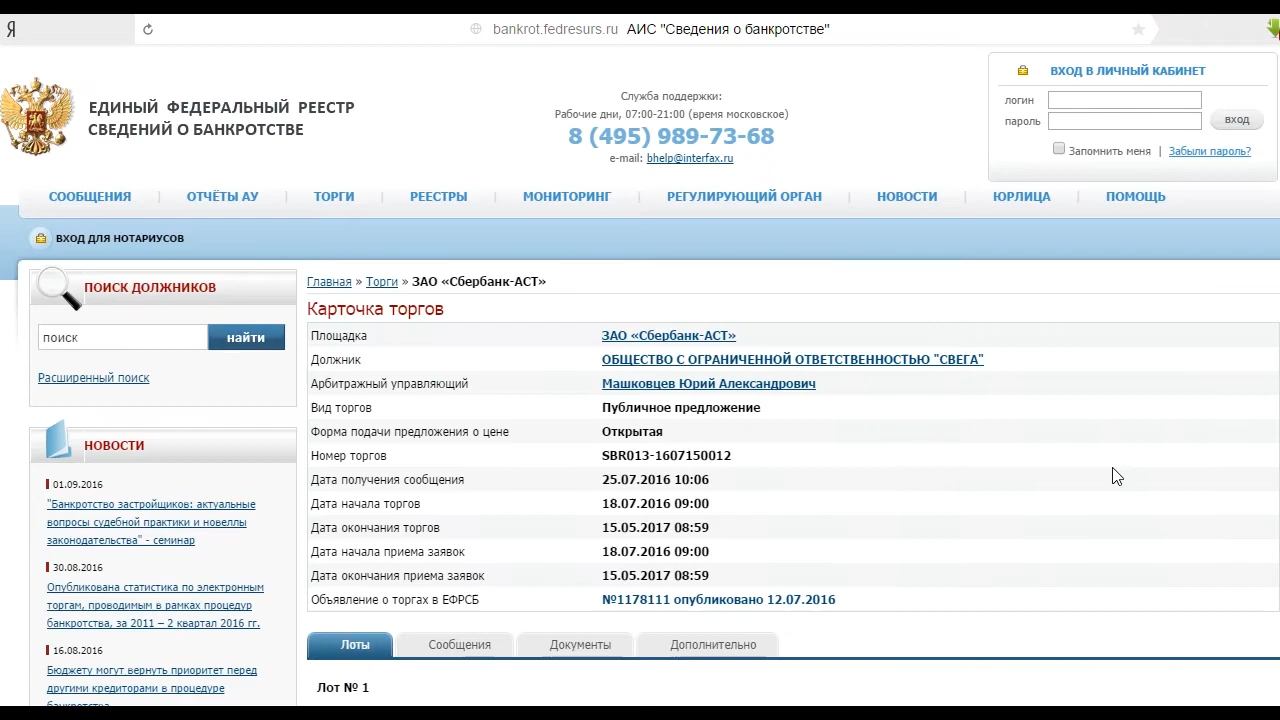 Я
bankrot.fedresurs.ru АИС "Сведения о банкротстве"
ЕДИНЫЙ ФЕДЕРАЛЬНЫЙ РЕЕСТР
СВЕДЕНИЙ О БАНКРОТСТВЕ
Служба поддержки:
Рабочие дни, 07:00-21:00 (время московское)
8 (495) 989-73-68
e-mail: bhelp@interfax.ru
ВХОД В ЛИЧНЫЙ КАБИНЕТ
логин
пароль
вход
Запомнить меня | Забыли пароль?
СООБЩЕНИЯ ОТЧЁТЫ АУ ТОРГИ РЕЕСТРЫ МОНИТОРИНГ РЕГУЛИРУЮЩИЙ ОРГАН НОВОСТИ ЮРЛИЦА ПОМОЩЬ
ВХОД ДЛЯ НОТАРИУСОВ
ПОИСК ДОЛЖНИКОВ
поиск найти
Расширенный поиск
НОВОСТИ
01.09.2016
"Банкротство застройщиков: актуальные
вопросы судебной практики и новеллы
законодательства" - семинар
30.08.2016
Опубликована статистика по электронным
торгам, проводимым в рамках процедур
банкротства, за 2011 – 2 квартал 2016 гг.
16.08.2016
Бюджету могут вернуть приоритет перед
другими кредиторами в процедуре
банкротства
Главная » Торги » ЗАО «Сбербанк-АСТ»
Карточка торгов
Площадка ЗАО «Сбербанк-АСТ»
Должник ОБЩЕСТВО С ОГРАНИЧЕННОЙ ОТВЕТСТВЕННОСТЬЮ "СВЕГА"
Арбитражный управляющий Машковцев Юрий Александрович
Вид торгов Публичное предложение
Форма подачи предложения о цене Открытая
Номер торгов SBR013-1607150012
Дата получения сообщения 25.07.2016 10:06
Дата начала торгов 18.07.2016 09:00
Дата окончания торгов 15.05.2017 08:59
Дата начала приема заявок 18.07.2016 09:00
Дата окончания приема заявок 15.05.2017 08:59
Объявление о торгах в ЕФРСБ №1178111 опубликовано 12.07.2016
Лоты Сообщения Документы Дополнительно
Лот № 1